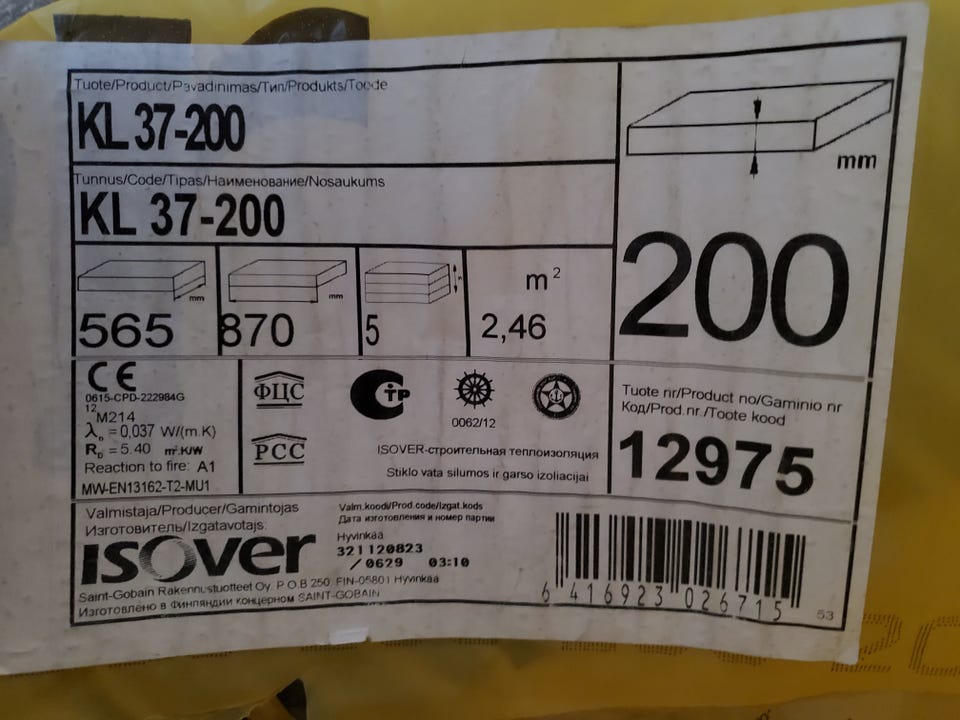 Tuote/Product/Pavadinimas/Тип/Produkts/Toode
KL 37-200
Tunnus/Code/Tipas/Наименование/Nosaukums
KL 37-200
mm
565
mm
870
5
m²
2,46
mm
200
CE
0615-CPD-222984G
12
M214
λD = 0,037 W/(m.K)
RD = 5.40 m².K/W
Reaction to fire: A1
MW-EN13162-T2-MU1
ФЦС
РСС
СТР
0062/12
ISOVER-строительная теплоизоляция
Stiklo vata silumos ir garso izoliacijai
Tuote nr/Product no/Gaminio nr
Код/Prod.nr./Toote kood
12975
Valmistaja/Producer/Gamintojas
Изготовитель/Izgatavotajs
isover
Saint-Gobain Rakennustuotteet Oy, P O B 250, FIN-05801 Hyvinkää
Изготовлено в Финляндии концерном SAINT-GOBAIN
Valm.koodi/Prod.code/Izgat.kods
Дата изготовления и номер партии
Hyvinkää
321120823
/0629 03:10
6 416923 026715
53